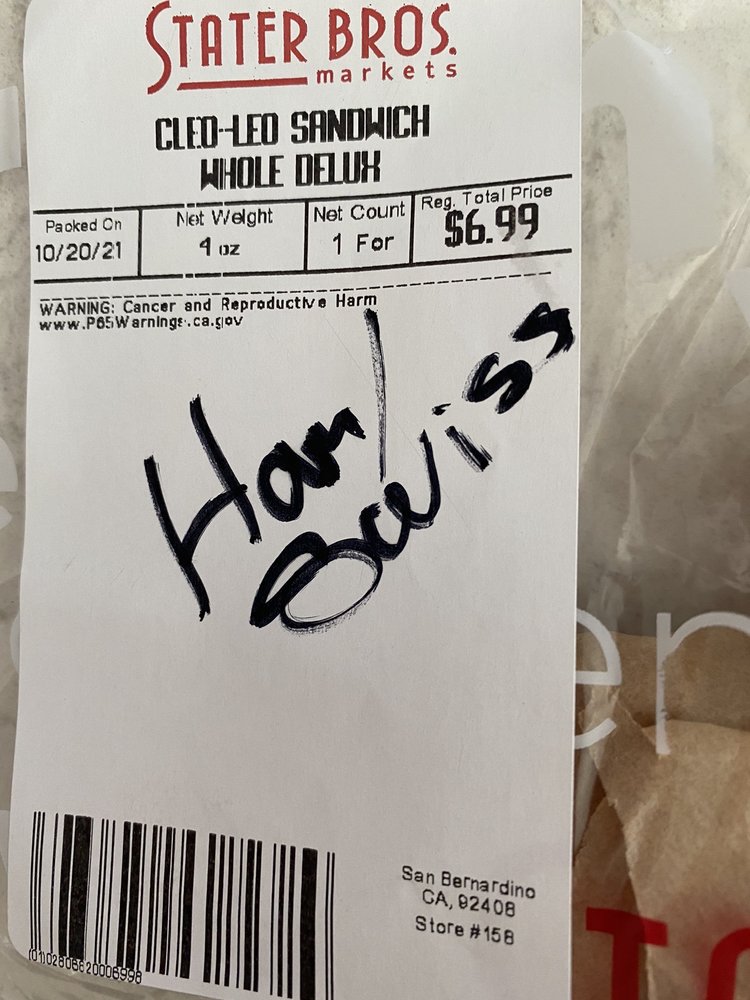 STATER BROS.
markets
CLEO-LEO SANDWICH
WHOLE DELUX
Packed On
10/20/21
Net Weight
4 oz
Net Count
1 For
Reg. Total Price
$6.99
WARNING: Cancer and Reproductive Harm
www.P65Warnings.ca.gov
Ham/
Swiss
San Bernardino
CA, 92408
Store #158